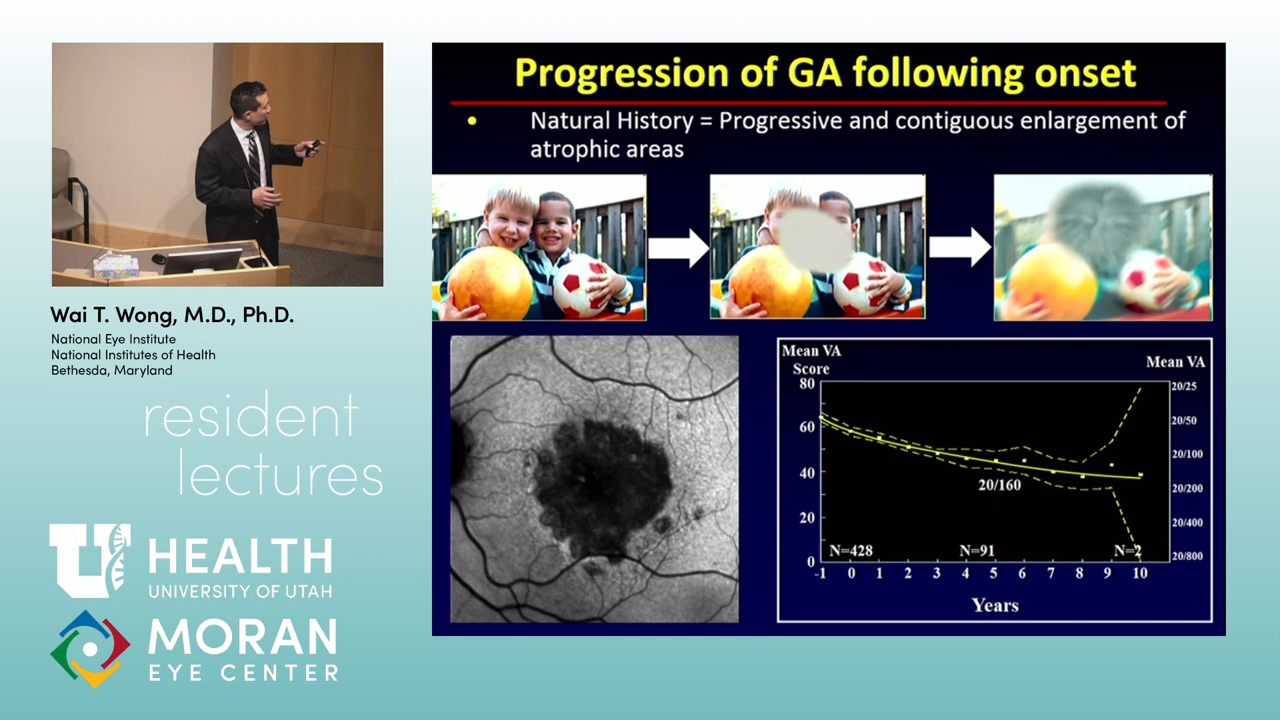 Progression of GA following onset
• Natural History = Progressive and contiguous enlargement of
atrophic areas
Wai T. Wong, M.D., Ph.D.
National Eye Institute
National Institutes of Health
Bethesda, Maryland
resident
lectures
U HEALTH
UNIVERSITY OF UTAH
MORAN
EYE CENTER
Mean VA
Score
Mean VA
80
60
40
20
0
20/25
20/50
20/100
20/200
20/400
20/800
20/160
N=428
N=91
N=2
-1 0 1 2 3 4 5 6 7 8 9 10
Years